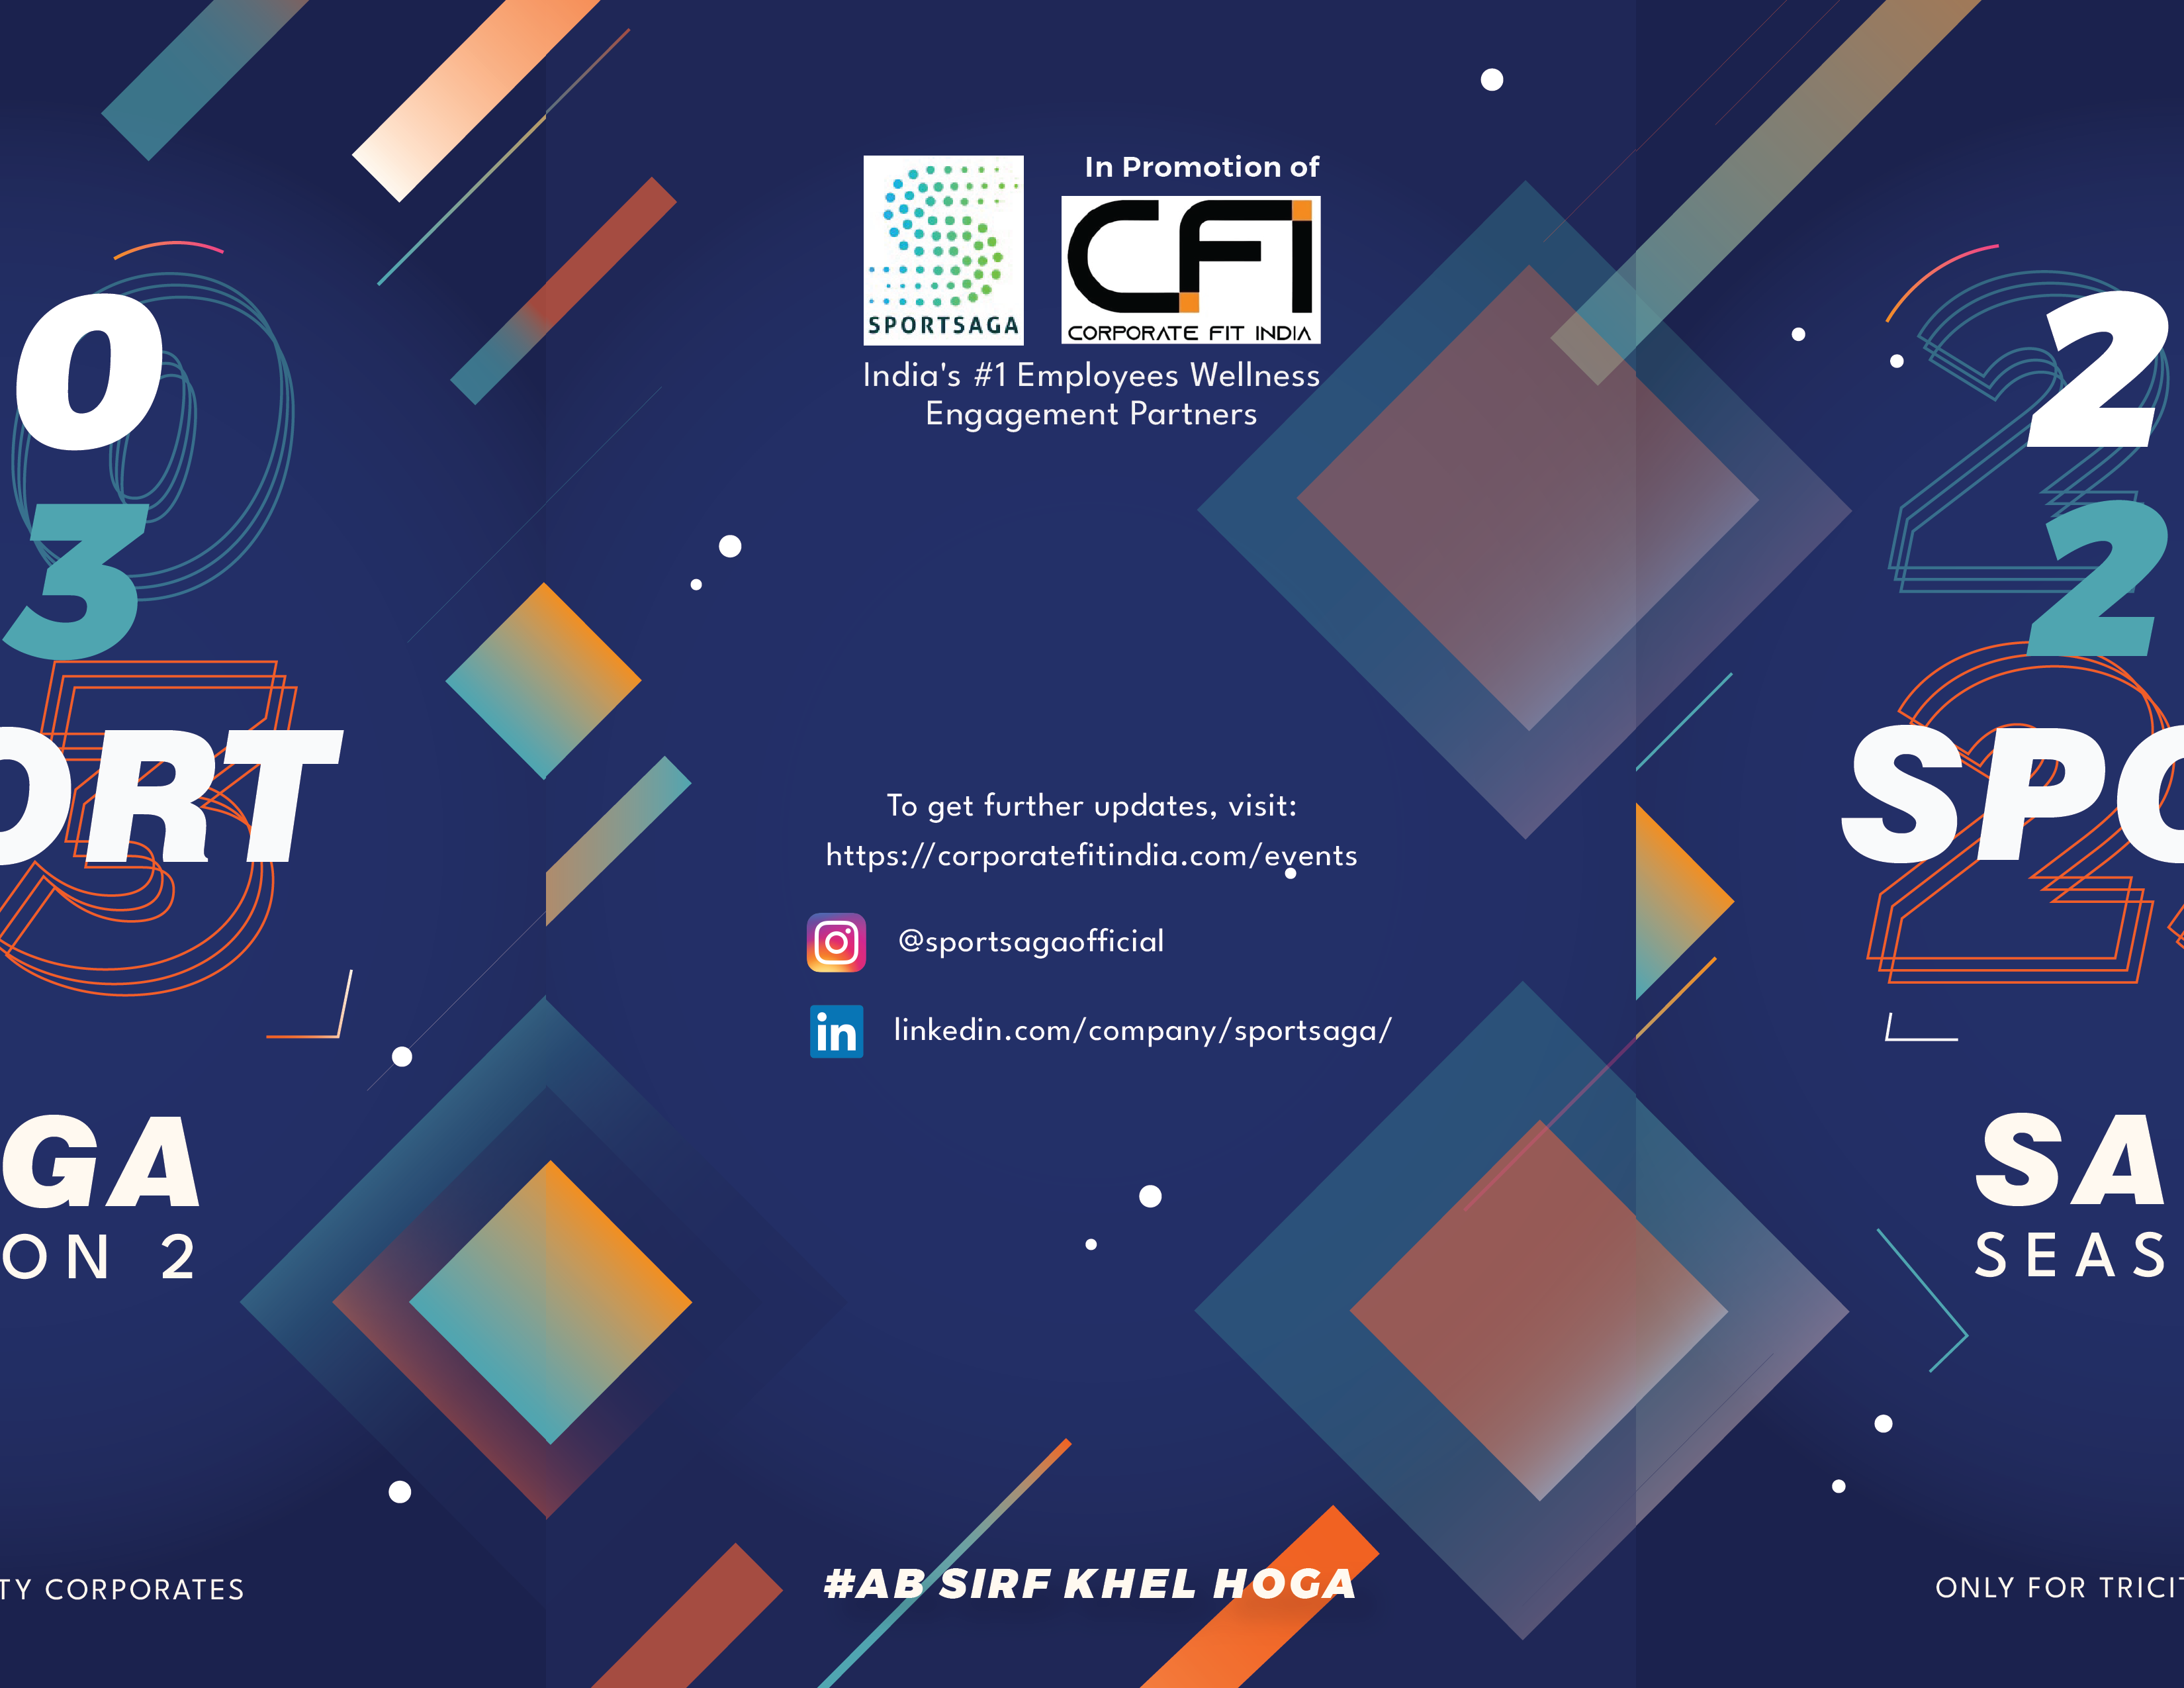 0
3
ORT
GA
ON 2
TY CORPORATES
SPORTSAGA
In Promotion of
CFI
CORPORATE FIT INDIA
India's #1 Employees Wellness
Engagement Partners
To get further updates, visit:
https://corporatefitindia.com/events
@sportsagaofficial
in
linkedin.com/company/sportsaga/
#AB SIRF KHEL HOGA
2
2
SPO
SA
SEAS
ONLY FOR TRICIT